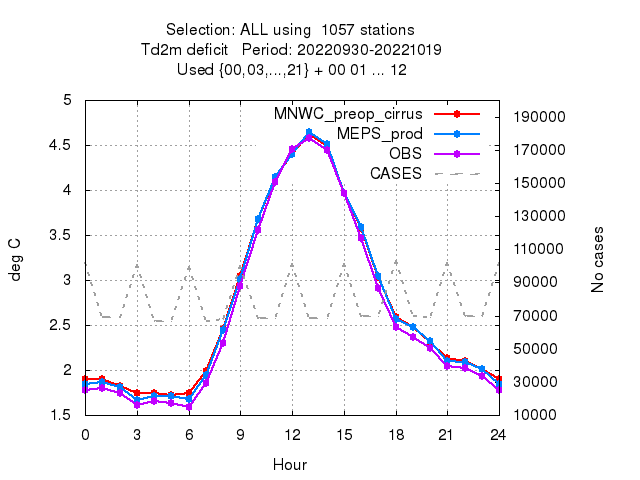 Selection: ALL using  1057 stations
Td2m deficit   Period: 20220930-20221019
Used {00,03,...,21} + 00 01 ... 12
MNWC_preop_cirrus
MEPS_prod
OBS
CASES
5
4.5
4
3.5
3
2.5
2
1.5
deg C
190000
170000
150000
130000
110000
90000
70000
50000
30000
10000
No cases
0 3 6 9 12 15 18 21 24
Hour